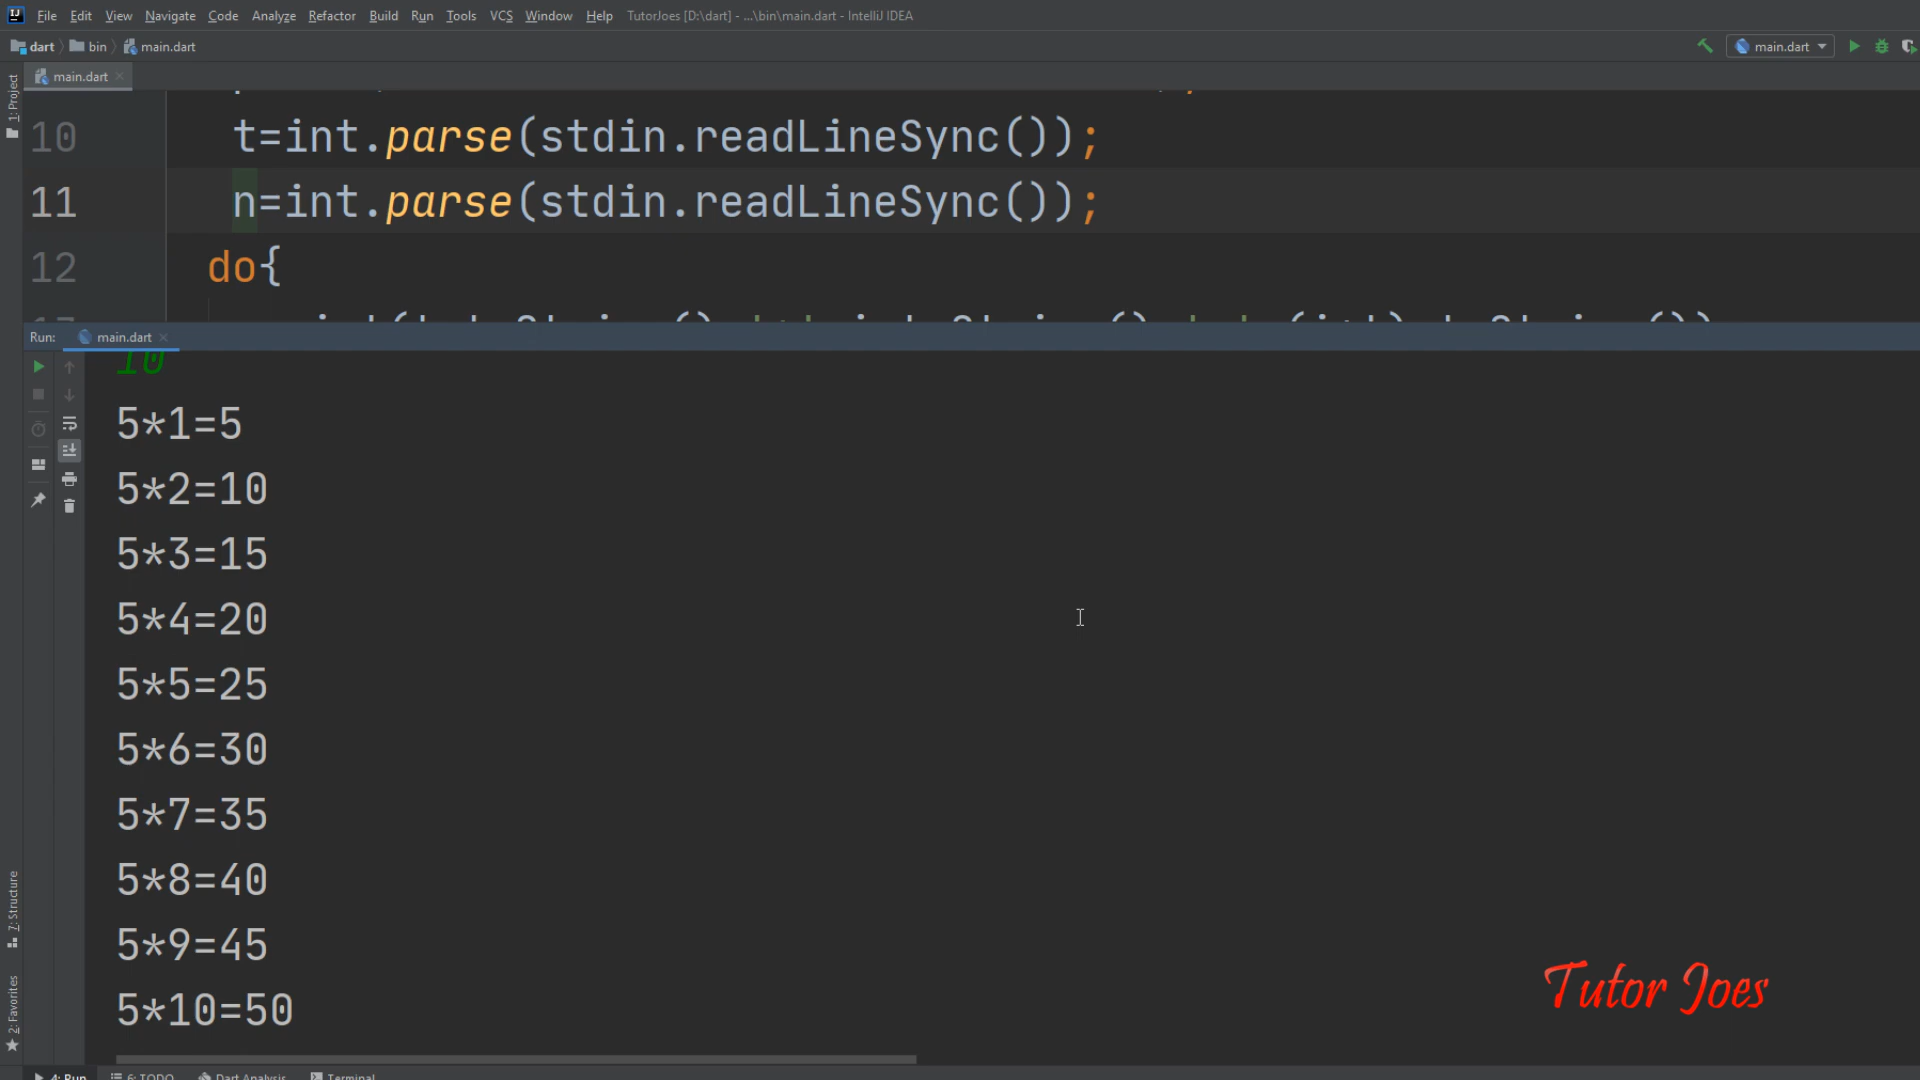 File Edit View Navigate Code Analyze Refactor Build Run Tools VCS Window Help TutorJoes [D:\dart] - ...\bin\main.dart - IntelliJ IDEA
dart bin main.dart
main.dart
main.dart
1: Project
10 t=int.parse(stdin.readLineSync());
11 n=int.parse(stdin.readLineSync());
12 do{
Run: main.dart
10
5*1=5
5*2=10
5*3=15
5*4=20
5*5=25
5*6=30
5*7=35
5*8=40
5*9=45
5*10=50
7: Structure
2: Favorites
Tutor Joes
4: Run 6: TODO Dart Analysis Terminal